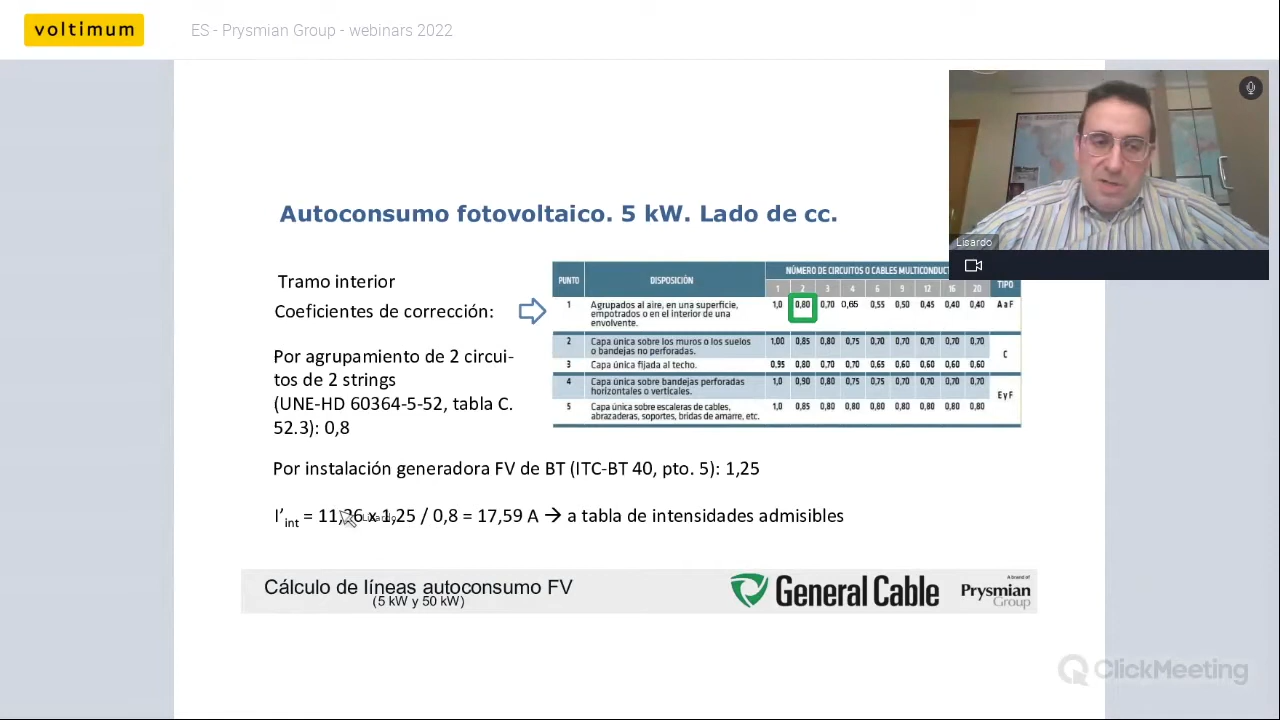 voltimum
ES - Prysmian Group - webinars 2022
Lisardo
Autoconsumo fotovoltaico. 5 kW. Lado de cc.
Tramo interior
Coeficientes de corrección:
Por agrupamiento de 2 circui-
tos de 2 strings
(UNE-HD 60364-5-52, tabla C.
52.3): 0,8
PUNTO DISPOSICIÓN NÚMERO DE CIRCUITOS O CABLES MULTICONDUCT TIPO
1 2 3 4 6 9 12 16 20
1 Agrupados al aire, en una superficie, 1,0 0,80 0,70 0,65 0,55 0,50 0,45 0,40 0,40 A a F
empotrados o en el interior de una
envolvente.
2 Capa única sobre los muros o los suelos 1,00 0,85 0,80 0,75 0,70 0,70 0,70 0,70 0,70 C
o bandejas no perforadas.
3 Capa única fijada al techo. 0,95 0,80 0,70 0,70 0,65 0,60 0,60 0,60 0,60
4 Capa única sobre bandejas perforadas 1,0 0,90 0,80 0,75 0,75 0,70 0,70 0,70 0,70 E y F
horizontales o verticales.
5 Capa única sobre escaleras de cables, 1,0 0,85 0,80 0,80 0,80 0,80 0,80 0,80 0,80
abrazaderas, soportes, bridas de amarre, etc.
Por instalación generadora FV de BT (ITC-BT 40, pto. 5): 1,25
I’int = 11,26 x 1,25 / 0,8 = 17,59 A → a tabla de intensidades admisibles
Lisardo
Cálculo de líneas autoconsumo FV
(5 kW y 50 kW)
General Cable
A brand of
Prysmian
Group
ClickMeeting